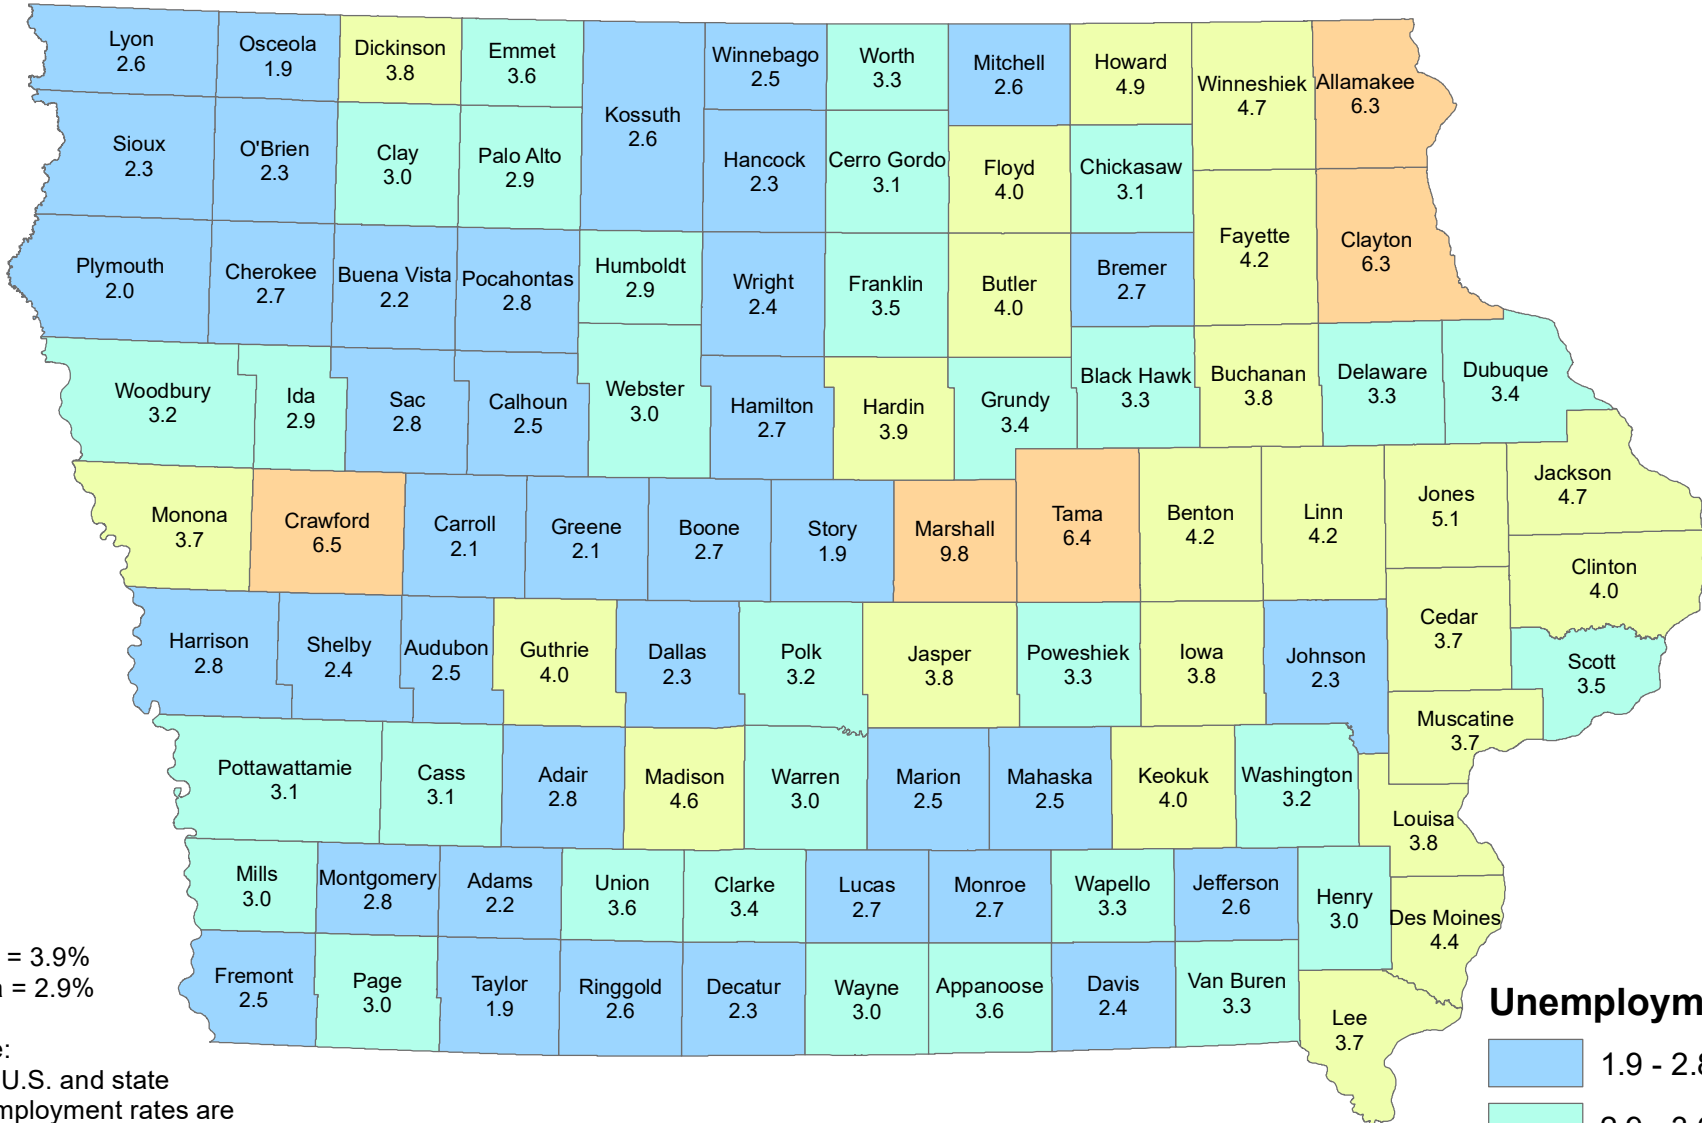 Lyon
2.6
Osceola
1.9
Dickinson
3.8
Emmet
3.6
Kossuth
2.6
Winnebago
2.5
Worth
3.3
Mitchell
2.6
Howard
4.9
Winneshiek
4.7
Allamakee
6.3
Sioux
2.3
O'Brien
2.3
Clay
3.0
Palo Alto
2.9
Hancock
2.3
Cerro Gordo
3.1
Floyd
4.0
Chickasaw
3.1
Fayette
4.2
Clayton
6.3
Plymouth
2.0
Cherokee
2.7
Buena Vista
2.2
Pocahontas
2.8
Humboldt
2.9
Wright
2.4
Franklin
3.5
Butler
4.0
Bremer
2.7
Woodbury
3.2
Ida
2.9
Sac
2.8
Calhoun
2.5
Webster
3.0
Hamilton
2.7
Hardin
3.9
Grundy
3.4
Black Hawk
3.3
Buchanan
3.8
Delaware
3.3
Dubuque
3.4
Monona
3.7
Crawford
6.5
Carroll
2.1
Greene
2.1
Boone
2.7
Story
1.9
Marshall
9.8
Tama
6.4
Benton
4.2
Linn
4.2
Jones
5.1
Jackson
4.7
Clinton
4.0
Harrison
2.8
Shelby
2.4
Audubon
2.5
Guthrie
4.0
Dallas
2.3
Polk
3.2
Jasper
3.8
Poweshiek
3.3
Iowa
3.8
Johnson
2.3
Cedar
3.7
Scott
3.5
Muscatine
3.7
Pottawattamie
3.1
Cass
3.1
Adair
2.8
Madison
4.6
Warren
3.0
Marion
2.5
Mahaska
2.5
Keokuk
4.0
Washington
3.2
Louisa
3.8
Mills
3.0
Montgomery
2.8
Adams
2.2
Union
3.6
Clarke
3.4
Lucas
2.7
Monroe
2.7
Wapello
3.3
Jefferson
2.6
Henry
3.0
Des Moines
4.4
Fremont
2.5
Page
3.0
Taylor
1.9
Ringgold
2.6
Decatur
2.3
Wayne
3.0
Appanoose
3.6
Davis
2.4
Van Buren
3.3
Lee
3.7
= 3.9%
= 2.9%
U.S. and state
mployment rates are
Unemploym
1.9 - 2.8